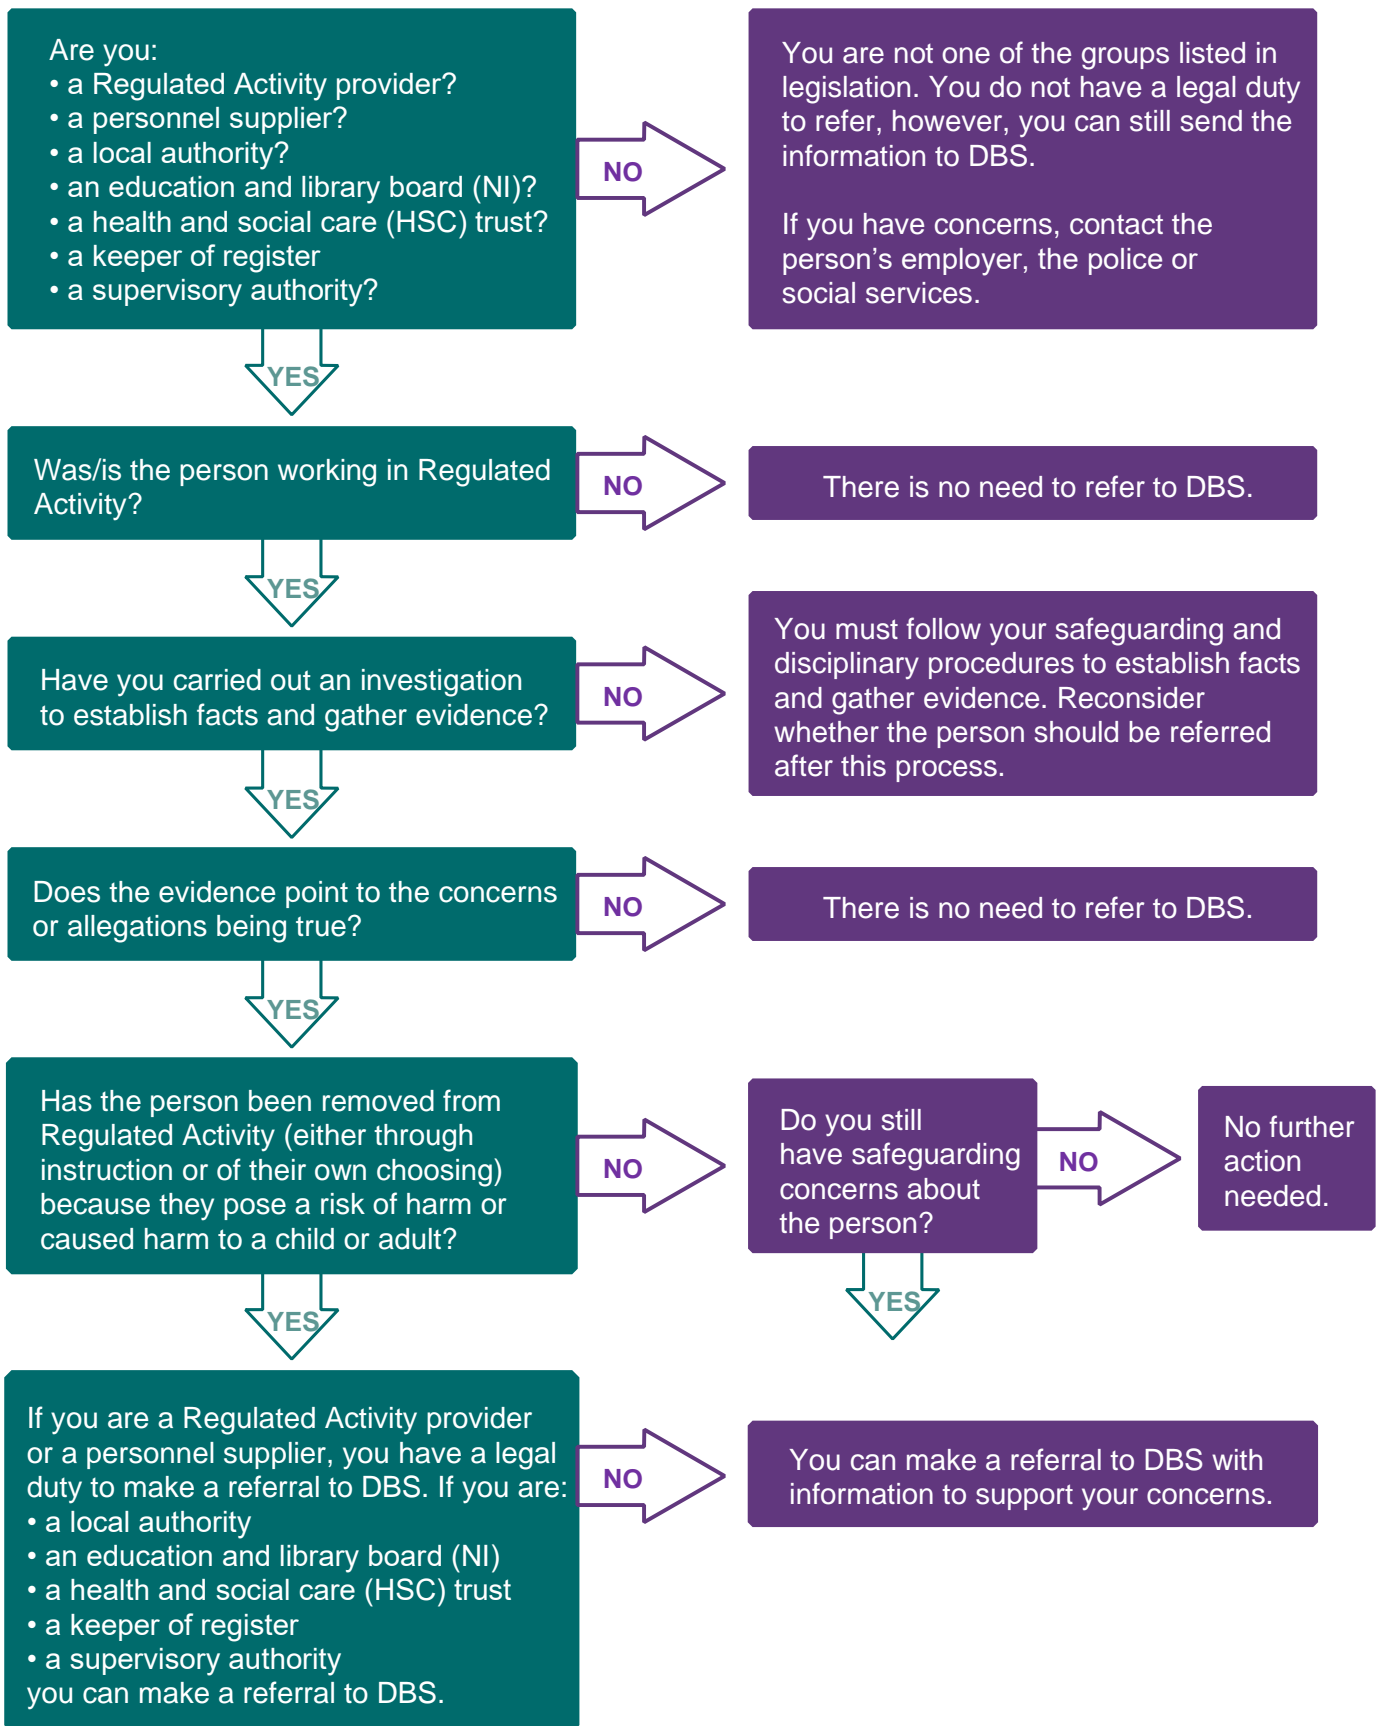 Are you:
• a Regulated Activity provider?
• a personnel supplier?
• a local authority?
• an education and library board (NI)?
• a health and social care (HSC) trust?
• a keeper of register
• a supervisory authority?
NO
You are not one of the groups listed in
legislation. You do not have a legal duty
to refer, however, you can still send the
information to DBS.
If you have concerns, contact the
person’s employer, the police or
social services.
YES
Was/is the person working in Regulated
Activity?
NO
There is no need to refer to DBS.
YES
Have you carried out an investigation
to establish facts and gather evidence?
NO
You must follow your safeguarding and
disciplinary procedures to establish facts
and gather evidence. Reconsider
whether the person should be referred
after this process.
YES
Does the evidence point to the concerns
or allegations being true?
NO
There is no need to refer to DBS.
YES
Has the person been removed from
Regulated Activity (either through
instruction or of their own choosing)
because they pose a risk of harm or
caused harm to a child or adult?
NO
Do you still
have safeguarding
concerns about
the person?
NO
No further
action
needed.
YES
YES
If you are a Regulated Activity provider
or a personnel supplier, you have a legal
duty to make a referral to DBS. If you are:
• a local authority
• an education and library board (NI)
• a health and social care (HSC) trust
• a keeper of register
• a supervisory authority
you can make a referral to DBS.
NO
You can make a referral to DBS with
information to support your concerns.